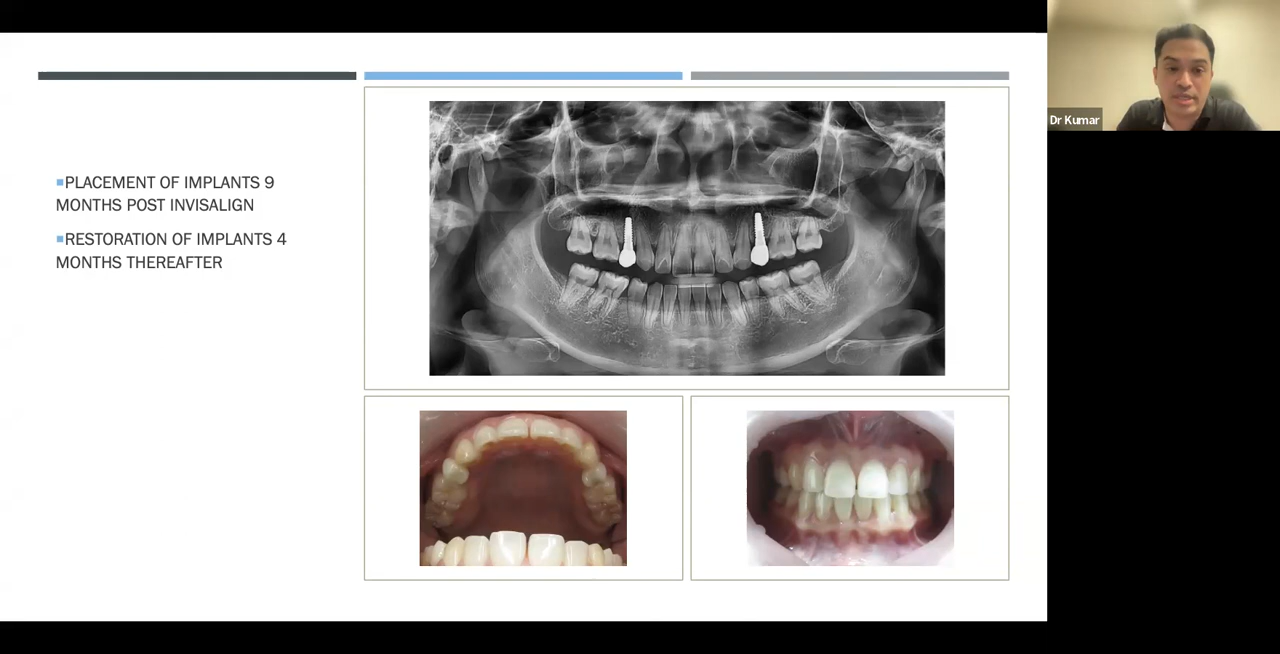 PLACEMENT OF IMPLANTS 9
MONTHS POST INVISALIGN
RESTORATION OF IMPLANTS 4
MONTHS THEREAFTER
Dr Kumar